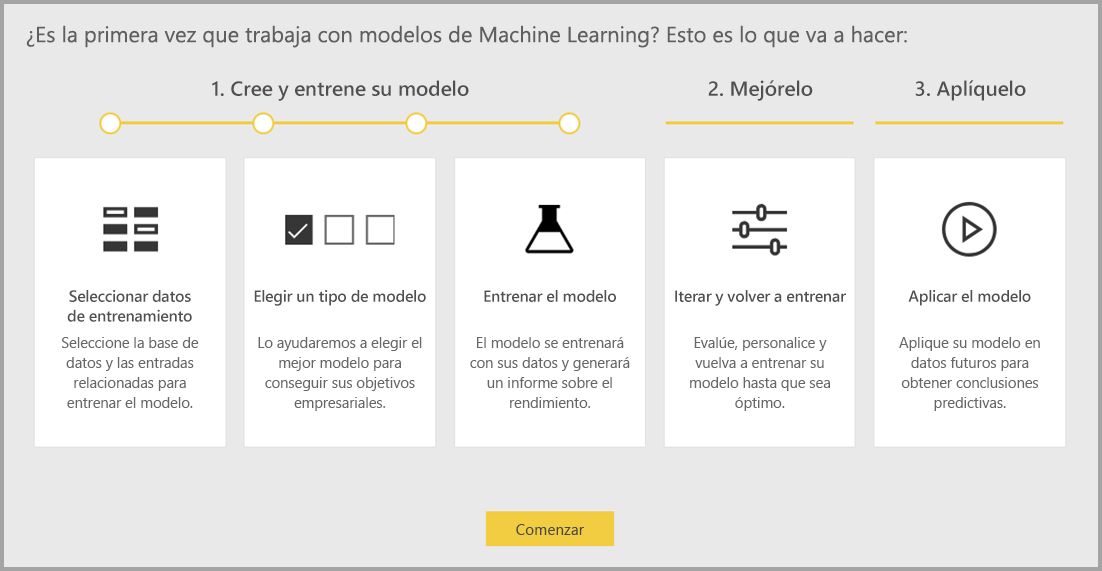 ¿Es la primera vez que trabaja con modelos de Machine Learning? Esto es lo que va a hacer:
1. Cree y entrene su modelo
2. Mejórelo
3. Aplíquelo
Seleccionar datos
de entrenamiento
Seleccione la base de
datos y las entradas
relacionadas para
entrenar el modelo.
Elegir un tipo de modelo
Lo ayudaremos a elegir el
mejor modelo para
conseguir sus objetivos
empresariales.
Entrenar el modelo
El modelo se entrenará
con sus datos y generará
un informe sobre el
rendimiento.
Iterar y volver a entrenar
Evalúe, personalice y
vuelva a entrenar su
modelo hasta que sea
óptimo.
Aplicar el modelo
Aplique su modelo en
datos futuros para
obtener conclusiones
predictivas.
Comenzar